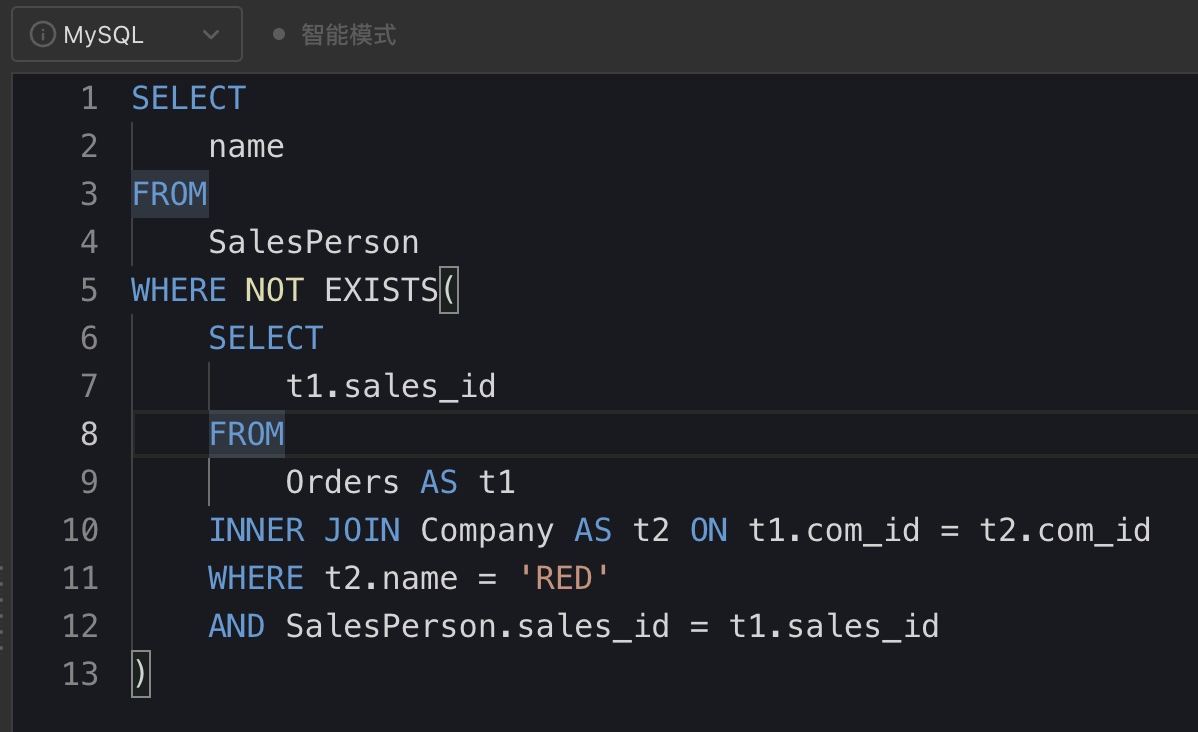 MySQL 智能模式
1 SELECT
2 name
3 FROM
4 SalesPerson
5 WHERE NOT EXISTS(
6 SELECT
7 t1.sales_id
8 FROM
9 Orders AS t1
10 INNER JOIN Company AS t2 ON t1.com_id = t2.com_id
11 WHERE t2.name = 'RED'
12 AND SalesPerson.sales_id = t1.sales_id
13 )